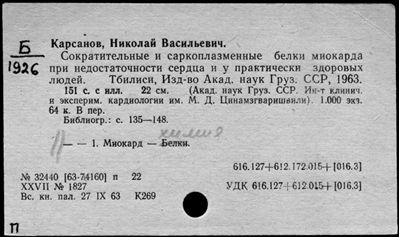 Б
1926
Карсанов, Николай Васильевич.
Сократительные и саркоплазменные белки миокарда
при недостаточности сердца и у практически здоровых
людей. Тбилиси, Изд-во Акад. наук Груз. ССР, 1963.
151 с. с илл. 22 см. (Акад. наук Груз. ССР. Ин-т клинич.
и эксперим. кардиологии им. М. Д. Цинамзгваришвили). 1.000 экз.
64 к. В пер.
Библиогр.: с. 135—148.
химия
— — 1. Миокард — Белки.
616.127+612.172.015+[016.3]
№ 32440 [63-74160] п 22
XXVII № 1827
УДК 616.127+612.015+[016.3]
Вс. кн. пал. 27 IX 63 К269
П